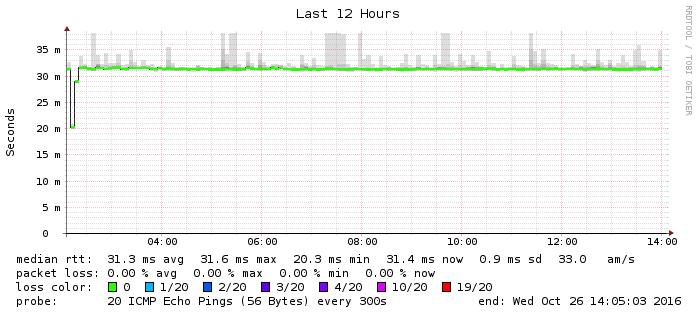 Last 12 Hours
RRDTOOL / TOBI OETIKER
Seconds
35 m
30 m
25 m
20 m
15 m
10 m
5 m
0
04:00 06:00 08:00 10:00 12:00 14:00
median rtt: 31.3 ms avg 31.6 ms max 20.3 ms min 31.4 ms now 0.9 ms sd 33.0 am/s
packet loss: 0.00 % avg 0.00 % max 0.00 % min 0.00 % now
loss color: 0 1/20 2/20 3/20 4/20 10/20 19/20
probe: 20 ICMP Echo Pings (56 Bytes) every 300s end: Wed Oct 26 14:05:03 2016